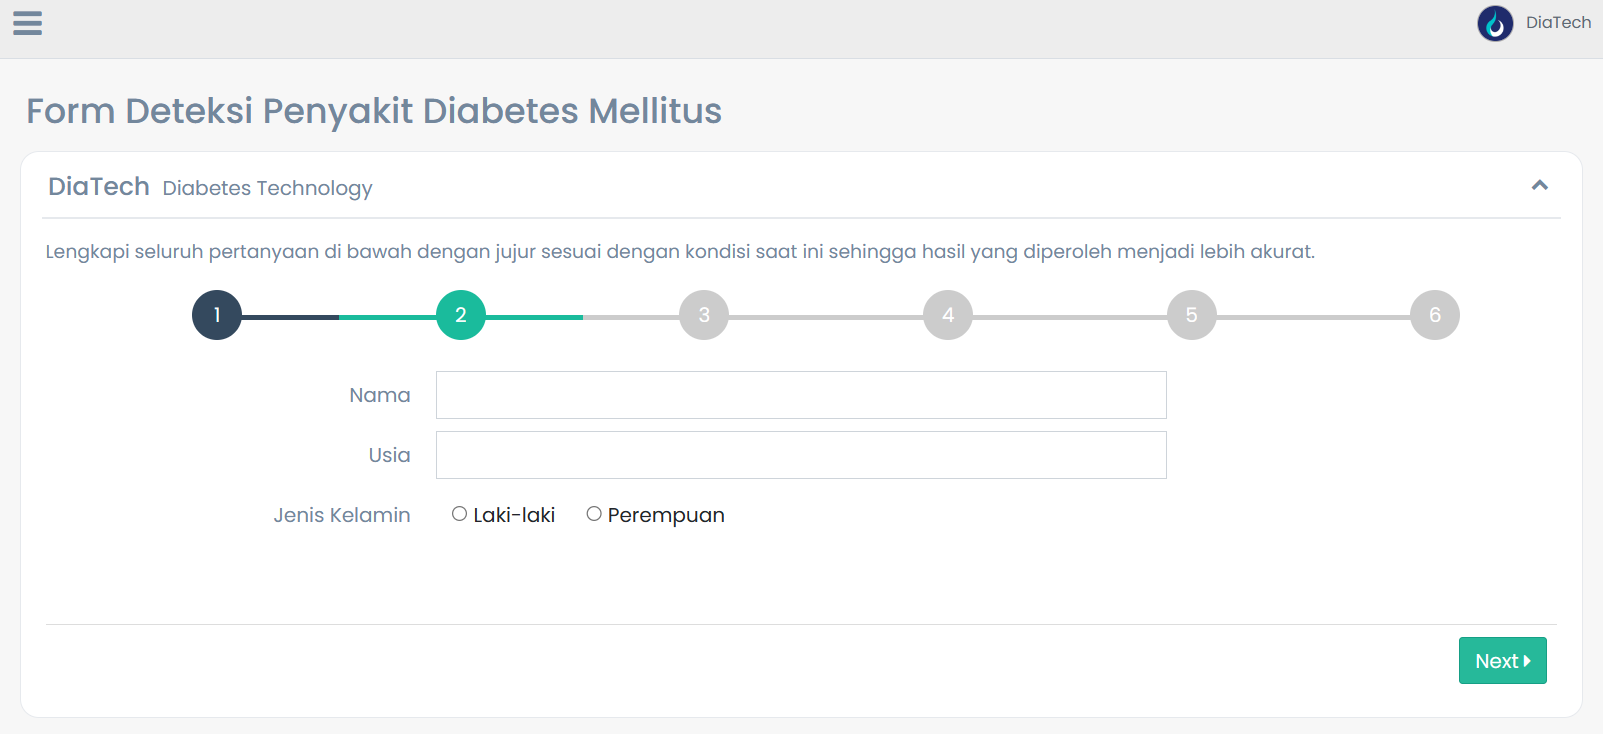 DiaTech
Form Deteksi Penyakit Diabetes Mellitus
DiaTech Diabetes Technology
Lengkapi seluruh pertanyaan di bawah dengan jujur sesuai dengan kondisi saat ini sehingga hasil yang diperoleh menjadi lebih akurat.
1 2 3 4 5 6
Nama
Usia
Jenis Kelamin Laki-laki Perempuan
Next